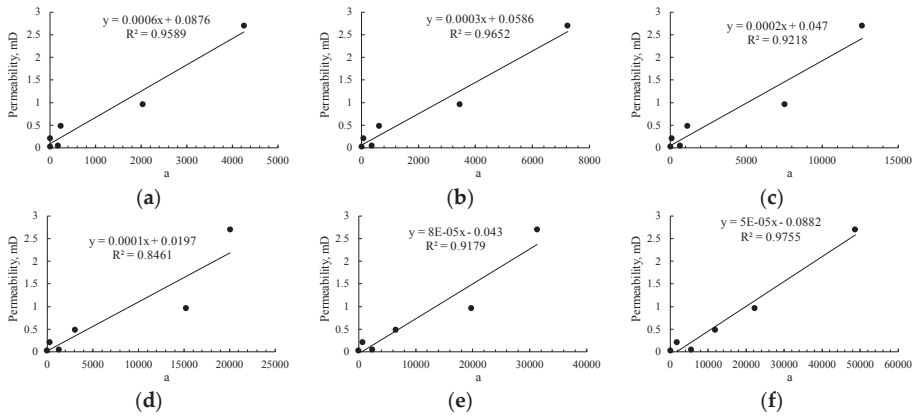 y = 0.0006x + 0.0876
R² = 0.9589
Permeability, mD
3
2.5
2
1.5
1
0.5
0
0 1000 2000 3000 4000 5000
a
(a)
y = 0.0003x + 0.0586
R² = 0.9652
Permeability, mD
3
2.5
2
1.5
1
0.5
0
0 2000 4000 6000 8000
a
(b)
y = 0.0002x + 0.047
R² = 0.9218
Permeability, mD
3
2.5
2
1.5
1
0.5
0
0 5000 10000 15000
a
(c)
y = 0.0001x + 0.0197
R² = 0.8461
Permeability, mD
3
2.5
2
1.5
1
0.5
0
0 5000 10000 15000 20000 25000
a
(d)
y = 8E-05x - 0.043
R² = 0.9179
Permeability, mD
3
2.5
2
1.5
1
0.5
0
0 10000 20000 30000 40000
a
(e)
y = 5E-05x - 0.0882
R² = 0.9755
Permeability, mD
3
2.5
2
1.5
1
0.5
0
0 10000 20000 30000 40000 50000 60000
a
(f)